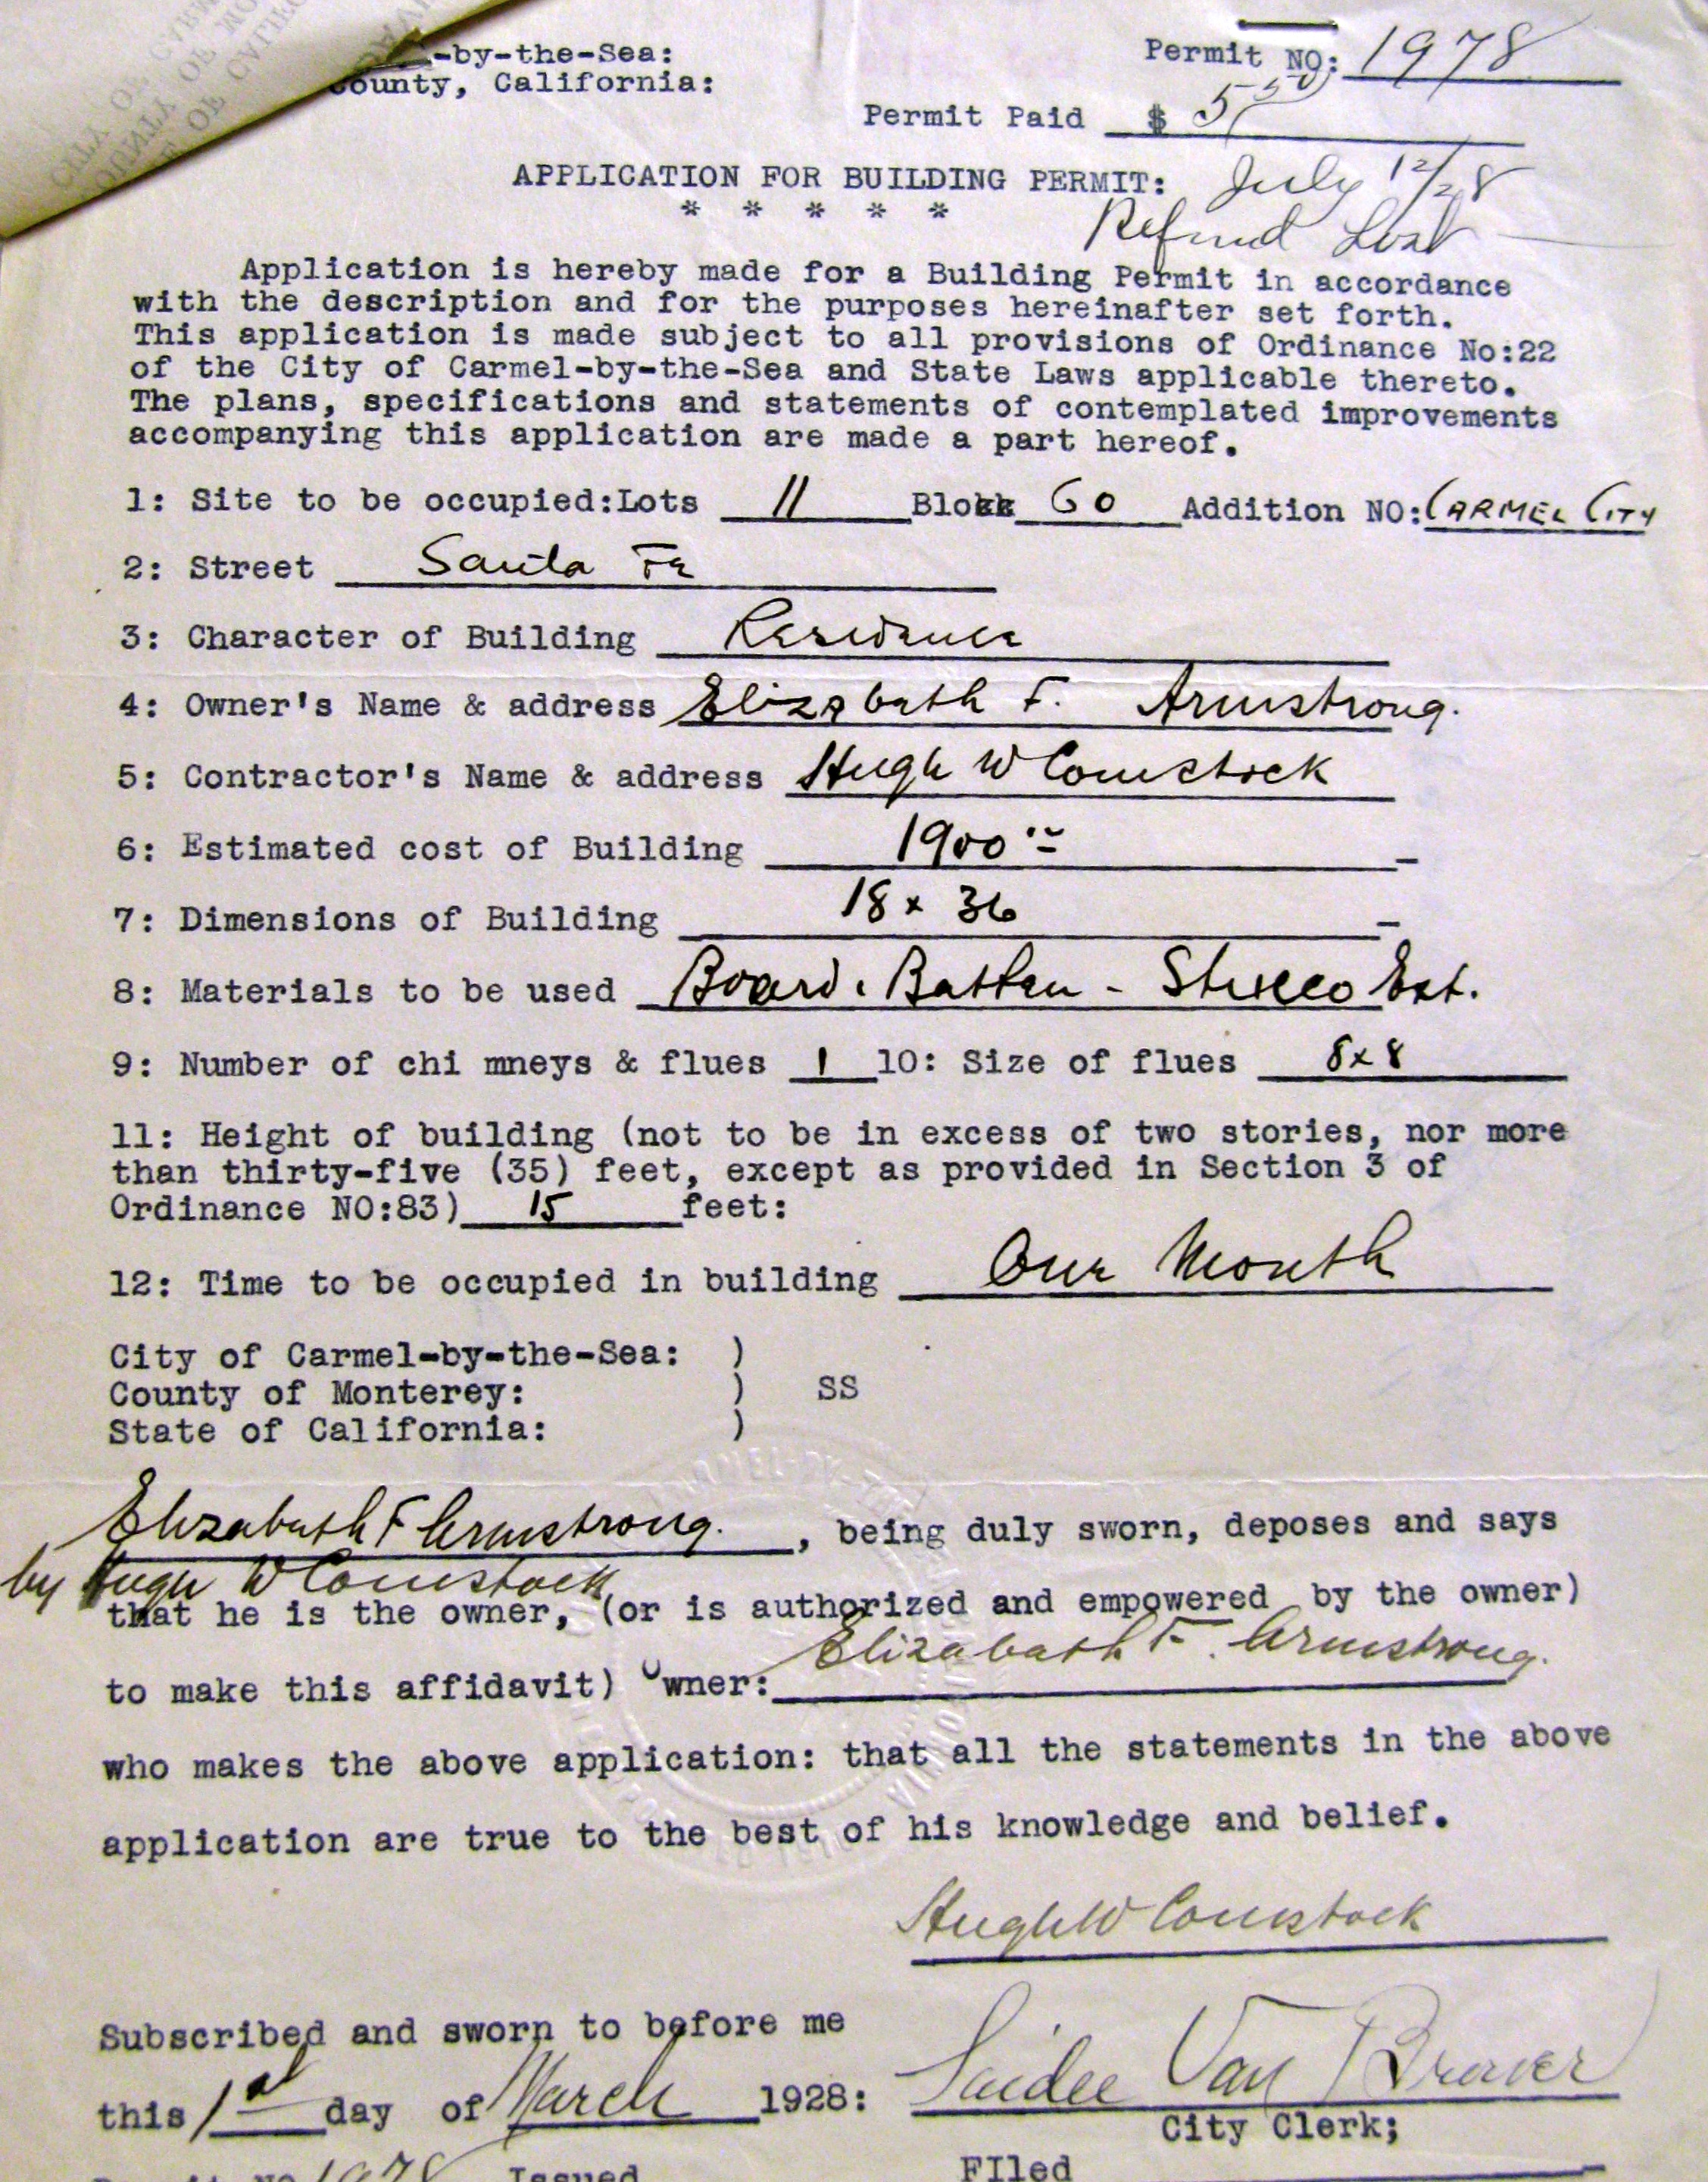 -by-the-Sea:
County, California:
Permit NO: 1978
Permit Paid $ 5 50
APPLICATION FOR BUILDING PERMIT: July 12/28
* * * * *
Refund Lost
Application is hereby made for a Building Permit in accordance
with the description and for the purposes hereinafter set forth.
This application is made subject to all provisions of Ordinance No:22
of the City of Carmel-by-the-Sea and State Laws applicable thereto.
The plans, specifications and statements of contemplated improvements
accompanying this application are made a part hereof.
1: Site to be occupied:Lots 11 Block 60 Addition NO: CARMEL CITY
2: Street Santa Fe
3: Character of Building Residence
4: Owner's Name & address Elizabeth F. Armstrong.
5: Contractor's Name & address Hugh W Comstock
6: Estimated cost of Building 1900
7: Dimensions of Building 18 x 36
8: Materials to be used Board. Batten - Stucco Ext.
9: Number of chi mneys & flues 1 10: Size of flues 8x8
11: Height of building (not to be in excess of two stories, nor more
than thirty-five (35) feet, except as provided in Section 3 of
Ordinance NO:83) 15 feet:
12: Time to be occupied in building One Month
City of Carmel-by-the-Sea: )
County of Monterey: ) SS
State of California: )
Elizabeth F Armstrong. , being duly sworn, deposes and says
by Hugh W Comstock
that he is the owner, (or is authorized and empowered by the owner)
to make this affidavit) Owner: Elizabeth F. Armstrong.
who makes the above application: that all the statements in the above
application are true to the best of his knowledge and belief.
Hugh W Comstock
Subscribed and sworn to before me
this 1st day of March 1928: Saidee Van Brower
City Clerk;
Permit No 1978 Issued FIled